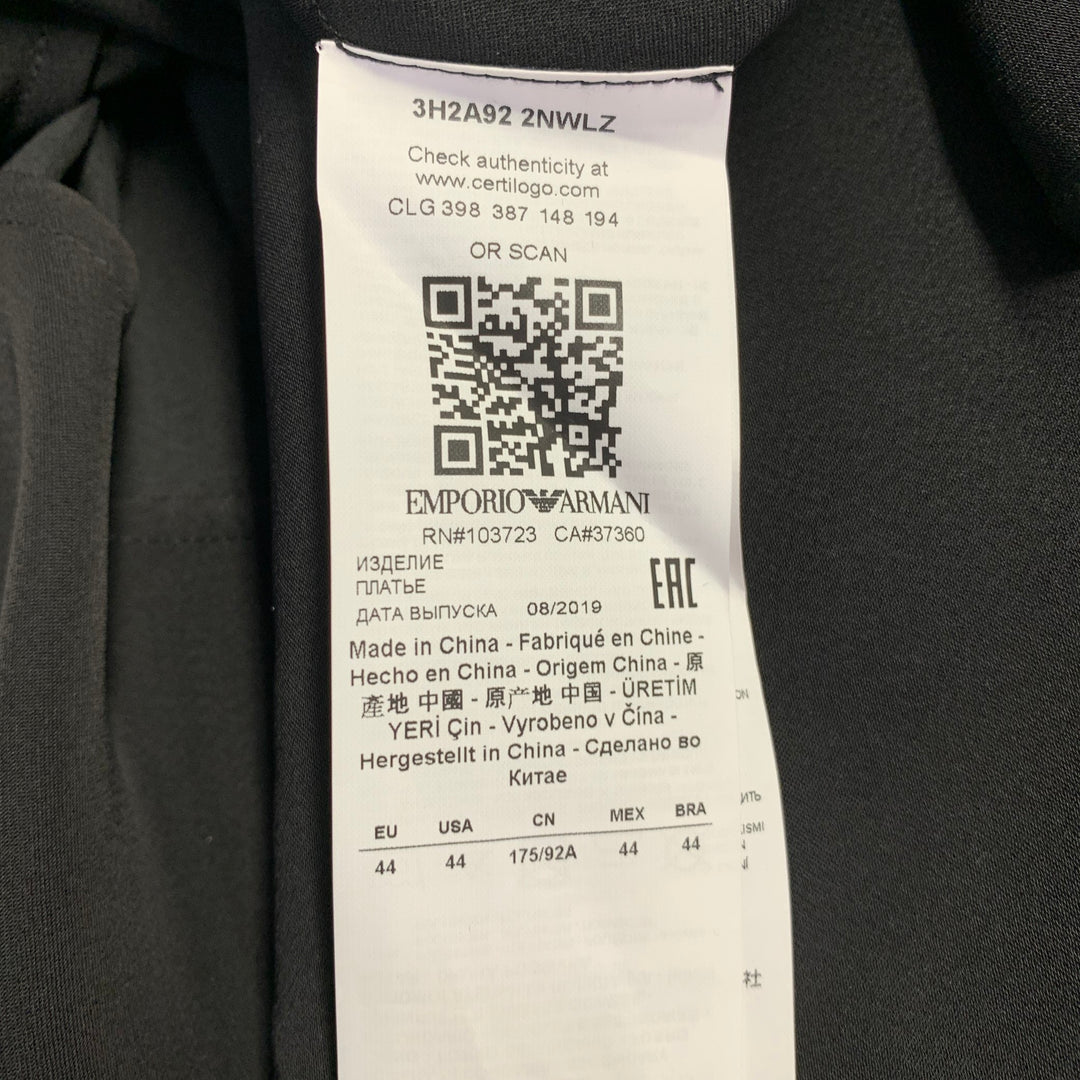 3H2A92 2NWLZ
Check authenticity at
www.certilogo.com
CLG 398 387 148 194
OR SCAN
EMPORIO ARMANI
RN#103723 CA#37360
ИЗДЕЛИЕ
ПЛАТЬЕ
ДАТА ВЫПУСКА 08/2019
EAC
Made in China - Fabriqué en Chine -
Hecho en China - Origem China - 原
產地 中國 - 原产地 中国 - ÜRETİM
YERİ Çin - Vyrobeno v Čína -
Hergestellt in China - Сделано во
Китае
EU USA CN MEX BRA
44 44 175/92A 44 44
社